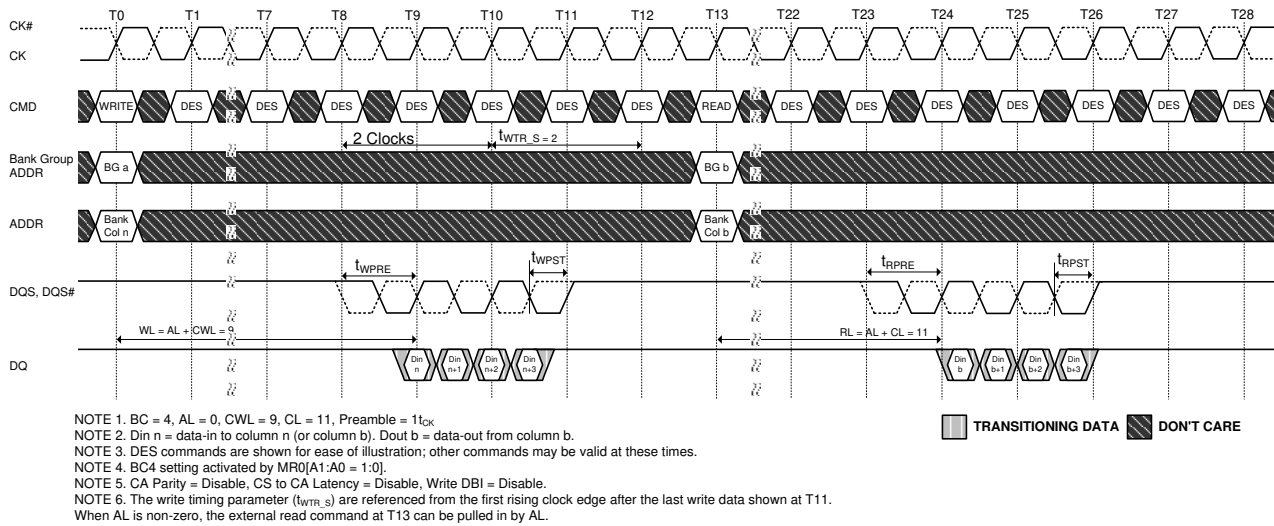 T0 T1 T7 T8 T9 T10 T11 T12 T13 T22 T23 T24 T25 T26 T27 T28
CK#
CK
CMD WRITE DES DES DES DES DES DES DES READ DES DES DES DES DES DES DES
2 Clocks tWTR_S = 2
Bank Group
ADDR
BG a BG b
ADDR
Bank
Col n
Bank
Col b
tWPRE tWPST tRPRE tRPST
DQS, DQS#
WL = AL + CWL = 9 RL = AL + CL = 11
DQ
Din
n
Din
n+1
Din
n+2
Din
n+3
Din
b
Din
b+1
Din
b+2
Din
b+3
NOTE 1. BC = 4, AL = 0, CWL = 9, CL = 11, Preamble = 1tCK
NOTE 2. Din n = data-in to column n (or column b). Dout b = data-out from column b.
NOTE 3. DES commands are shown for ease of illustration; other commands may be valid at these times.
NOTE 4. BC4 setting activated by MR0[A1:A0 = 1:0].
NOTE 5. CA Parity = Disable, CS to CA Latency = Disable, Write DBI = Disable.
NOTE 6. The write timing parameter (tWTR_S) are referenced from the first rising clock edge after the last write data shown at T11.
When AL is non-zero, the external read command at T13 can be pulled in by AL.
TRANSITIONING DATA DON'T CARE